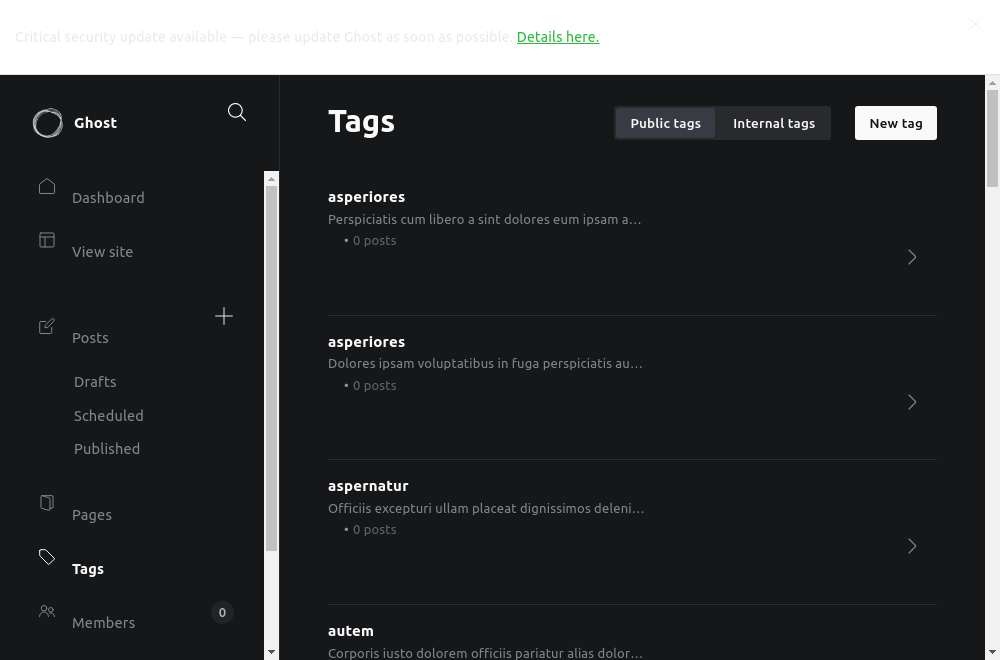 Critical security update available — please update Ghost as soon as possible. Details here.
Ghost
Dashboard
View site
Posts
Drafts
Scheduled
Published
Pages
Tags
Members
0
Tags
Public tags
Internal tags
New tag
asperiores
Perspiciatis cum libero a sint dolores eum ipsam a…
• 0 posts
asperiores
Dolores ipsam voluptatibus in fuga perspiciatis au…
• 0 posts
aspernatur
Officiis excepturi ullam placeat dignissimos deleni…
• 0 posts
autem
Corporis iusto dolorem officiis pariatur alias dolor…